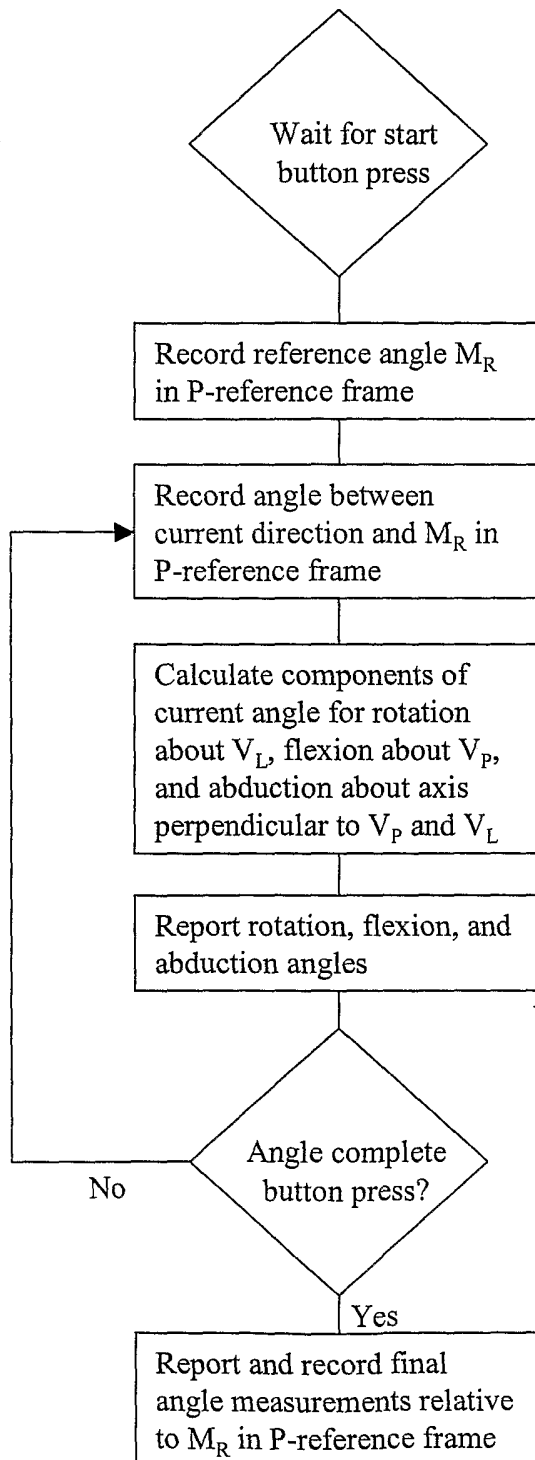 Wait for start
button press
Record reference angle M_R
in P-reference frame
Record angle between
current direction and M_R in
P-reference frame
Calculate components of
current angle for rotation
about V_L, flexion about V_P,
and abduction about axis
perpendicular to V_P and V_L
Report rotation, flexion, and
abduction angles
Angle complete
button press?
No
Yes
Report and record final
angle measurements relative
to M_R in P-reference frame